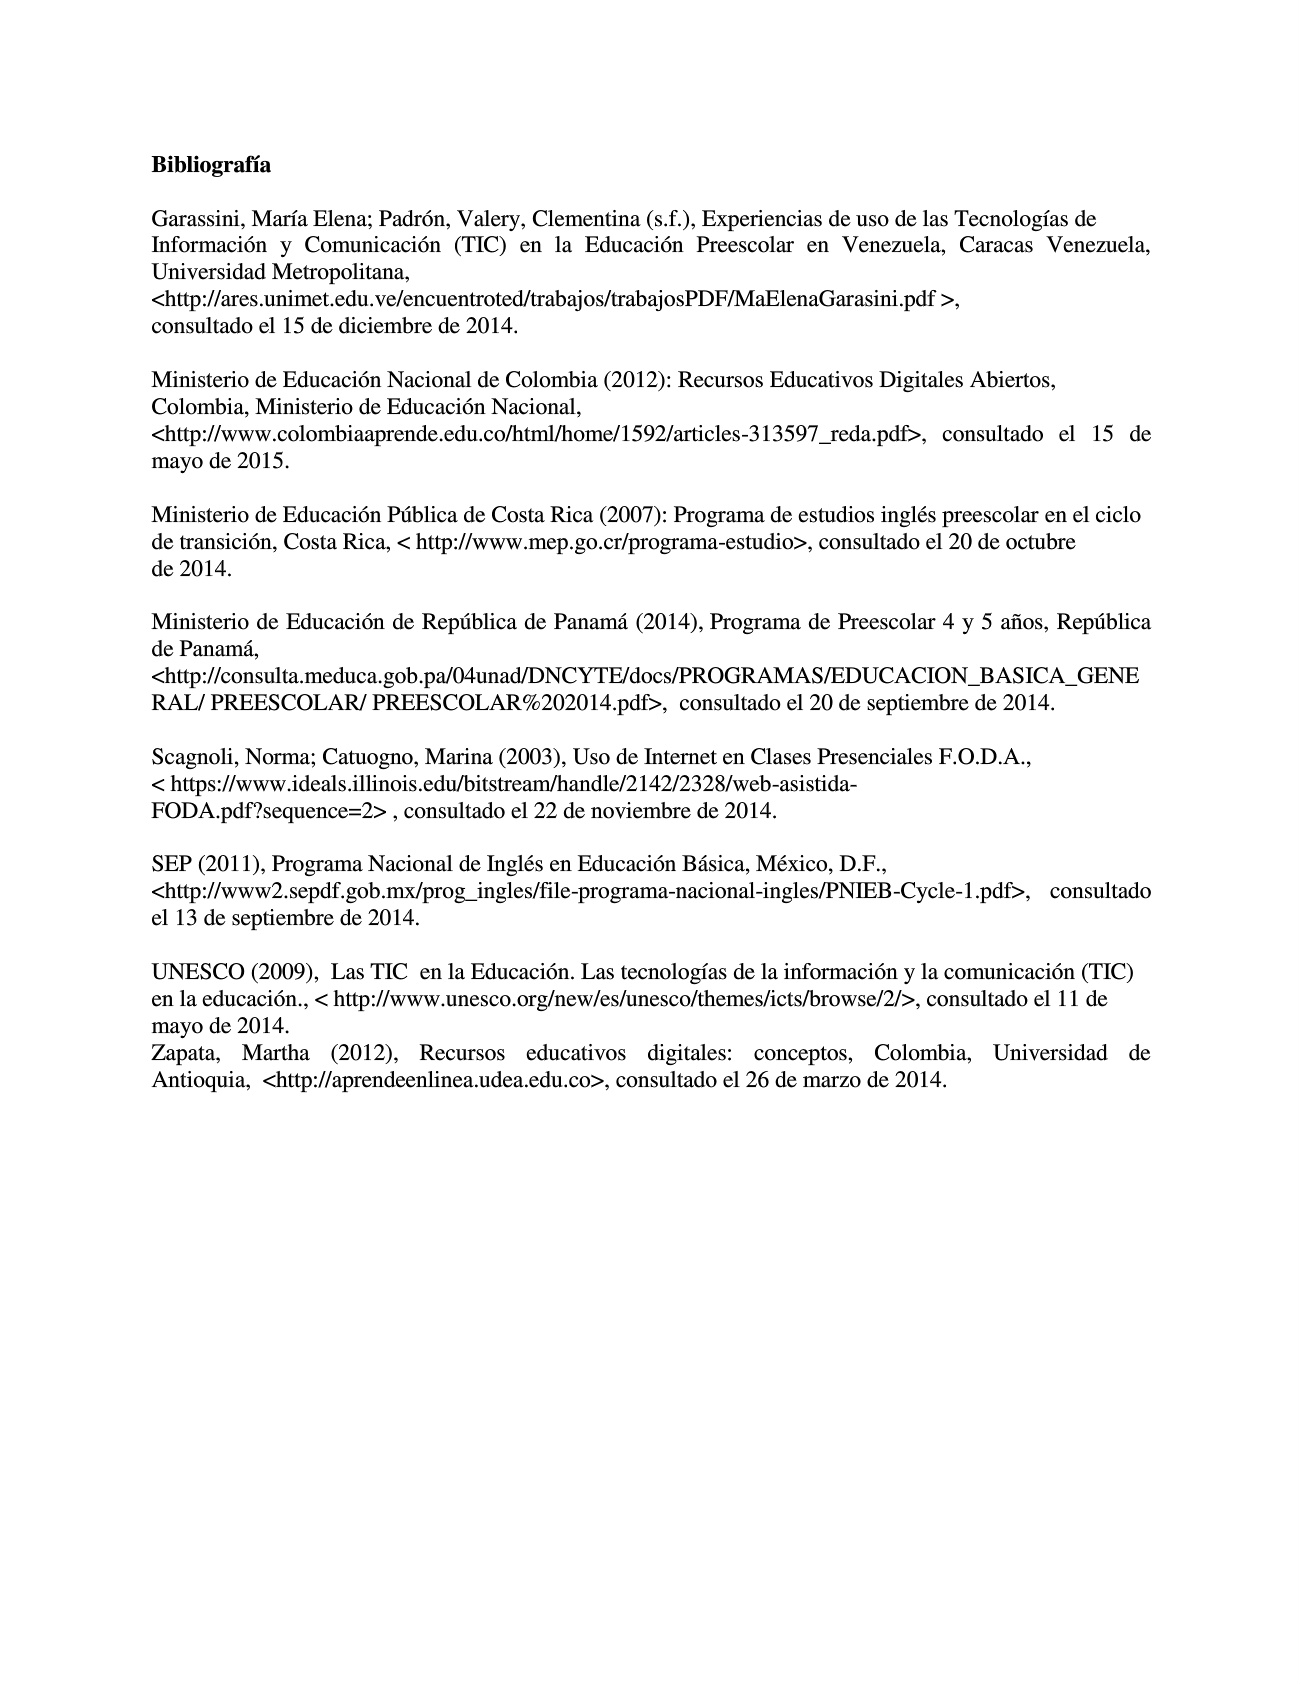 Bibliografía
Garassini, María Elena; Padrón, Valery, Clementina (s.f.), Experiencias de uso de las Tecnologías de
Información y Comunicación (TIC) en la Educación Preescolar en Venezuela, Caracas Venezuela,
Universidad Metropolitana,
<http://ares.unimet.edu.ve/encuentroted/trabajos/trabajosPDF/MaElenaGarasini.pdf >,
consultado el 15 de diciembre de 2014.
Ministerio de Educación Nacional de Colombia (2012): Recursos Educativos Digitales Abiertos,
Colombia, Ministerio de Educación Nacional,
<http://www.colombiaaprende.edu.co/html/home/1592/articles-313597_reda.pdf>, consultado el 15 de
mayo de 2015.
Ministerio de Educación Pública de Costa Rica (2007): Programa de estudios inglés preescolar en el ciclo
de transición, Costa Rica, < http://www.mep.go.cr/programa-estudio>, consultado el 20 de octubre
de 2014.
Ministerio de Educación de República de Panamá (2014), Programa de Preescolar 4 y 5 años, República
de Panamá,
<http://consulta.meduca.gob.pa/04unad/DNCYTE/docs/PROGRAMAS/EDUCACION_BASICA_GENE
RAL/ PREESCOLAR/ PREESCOLAR%202014.pdf>, consultado el 20 de septiembre de 2014.
Scagnoli, Norma; Catuogno, Marina (2003), Uso de Internet en Clases Presenciales F.O.D.A.,
< https://www.ideals.illinois.edu/bitstream/handle/2142/2328/web-asistida-
FODA.pdf?sequence=2> , consultado el 22 de noviembre de 2014.
SEP (2011), Programa Nacional de Inglés en Educación Básica, México, D.F.,
<http://www2.sepdf.gob.mx/prog_ingles/file-programa-nacional-ingles/PNIEB-Cycle-1.pdf>, consultado
el 13 de septiembre de 2014.
UNESCO (2009), Las TIC en la Educación. Las tecnologías de la información y la comunicación (TIC)
en la educación., < http://www.unesco.org/new/es/unesco/themes/icts/browse/2/>, consultado el 11 de
mayo de 2014.
Zapata, Martha (2012), Recursos educativos digitales: conceptos, Colombia, Universidad de
Antioquia, <http://aprendeenlinea.udea.edu.co>, consultado el 26 de marzo de 2014.